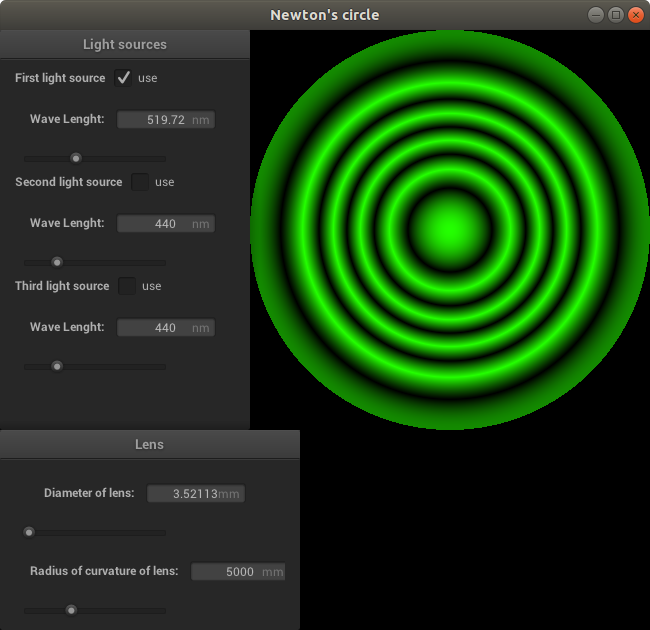 Newton's circle
Light sources
First light source use
Wave Lenght: 519.72 nm
Second light source use
Wave Lenght: 440 nm
Third light source use
Wave Lenght: 440 nm
Lens
Diameter of lens: 3.52113mm
Radius of curvature of lens: 5000 mm